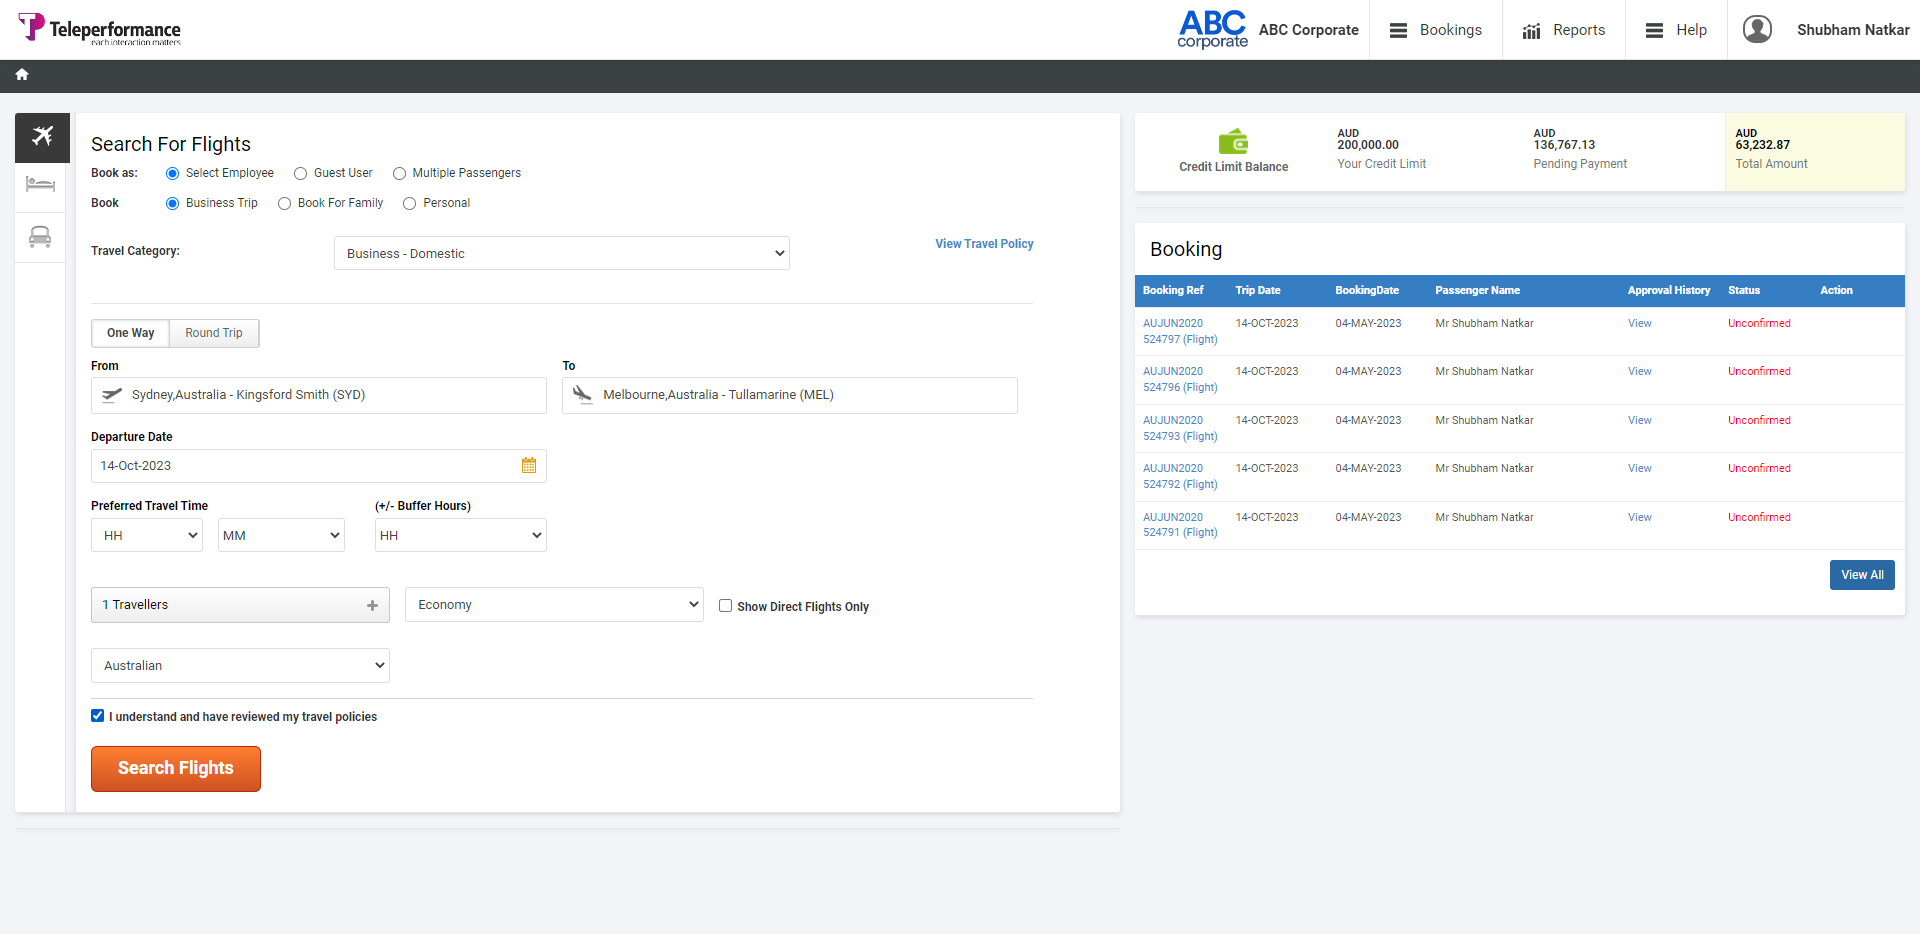 Teleperformance
each interaction matters
ABC
corporate
ABC Corporate
Bookings
Reports
Help
Shubham Natkar
Search For Flights
Book as:
Select Employee
Guest User
Multiple Passengers
Book
Business Trip
Book For Family
Personal
Travel Category:
Business - Domestic
View Travel Policy
One Way
Round Trip
From
To
Sydney,Australia - Kingsford Smith (SYD)
Melbourne,Australia - Tullamarine (MEL)
Departure Date
14-Oct-2023
Preferred Travel Time
(+/- Buffer Hours)
HH
MM
HH
1 Travellers
Economy
Show Direct Flights Only
Australian
I understand and have reviewed my travel policies
Search Flights
Credit Limit Balance
AUD
200,000.00
Your Credit Limit
AUD
136,767.13
Pending Payment
AUD
63,232.87
Total Amount
Booking
Booking Ref Trip Date BookingDate Passenger Name Approval History Status Action
AUJUN2020 14-OCT-2023 04-MAY-2023 Mr Shubham Natkar View Unconfirmed
524797 (Flight)
AUJUN2020 14-OCT-2023 04-MAY-2023 Mr Shubham Natkar View Unconfirmed
524796 (Flight)
AUJUN2020 14-OCT-2023 04-MAY-2023 Mr Shubham Natkar View Unconfirmed
524793 (Flight)
AUJUN2020 14-OCT-2023 04-MAY-2023 Mr Shubham Natkar View Unconfirmed
524792 (Flight)
AUJUN2020 14-OCT-2023 04-MAY-2023 Mr Shubham Natkar View Unconfirmed
524791 (Flight)
View All